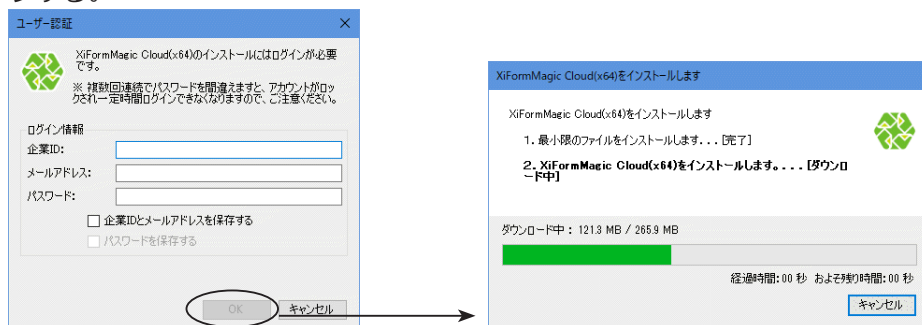 ユーザー認証
XiFormMagic Cloud(x64)のインストールにはログインが必要
です。
※ 複数回連続でパスワードを間違えますと、アカウントがロッ
クされ一定時間ログインできなくなりますので、ご注意ください。
ログイン情報
企業ID:
メールアドレス:
パスワード:
企業IDとメールアドレスを保存する
パスワードを保存する
OK
キャンセル
XiFormMagic Cloud(x64)をインストールします
XiFormMagic Cloud(x64)をインストールします
1. 最小限のファイルをインストールします...[完了]
2. XiFormMagic Cloud(x64)をインストールします。...[ダウンロ
ード中]
ダウンロード中： 121.3 MB / 265.9 MB
経過時間：00 秒 およそ残り時間：00 秒
キャンセル